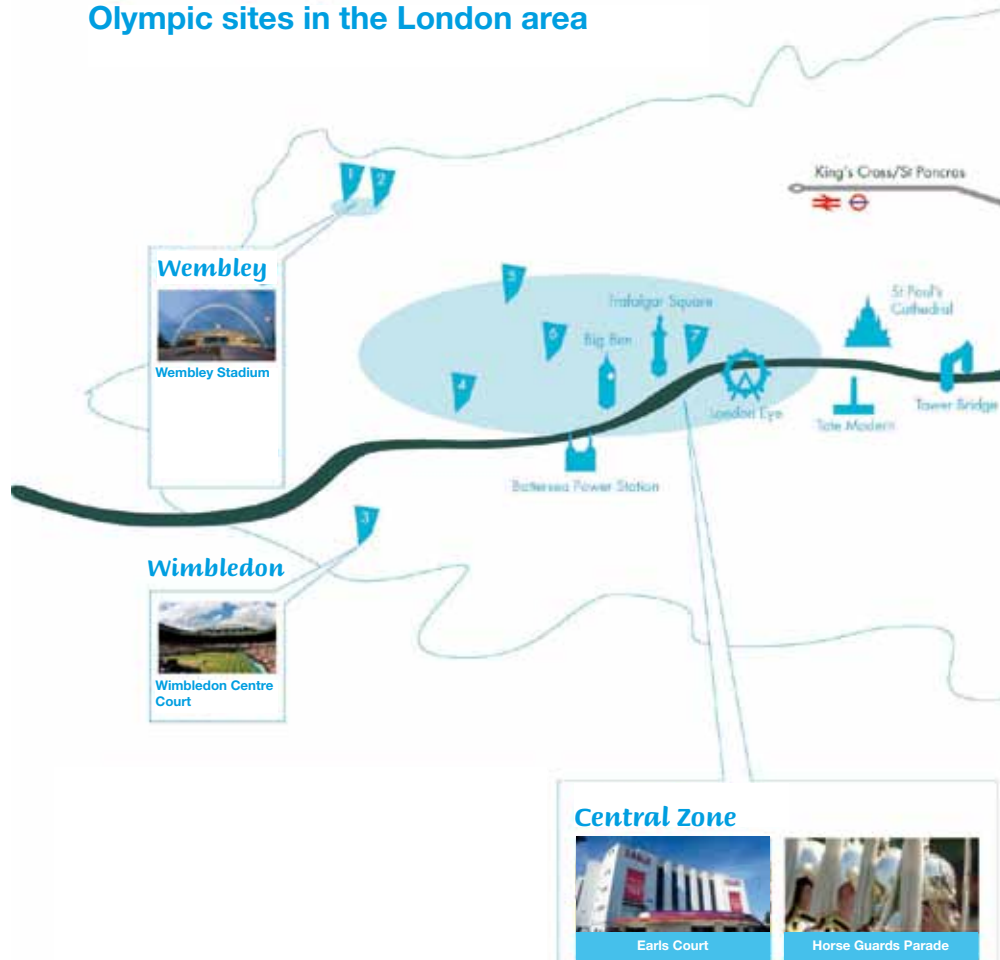 Olympic sites in the London area
1
2
King's Cross/St Pancras
Wembley
Wembley Stadium
5
Trafalgar Square
St Paul's
Cathedral
6
Big Ben
7
4
London Eye
Tate Modern
Tower Bridge
Battersea Power Station
3
Wimbledon
Wimbledon Centre
Court
Central Zone
EARLS
Earls Court
Horse Guards Parade